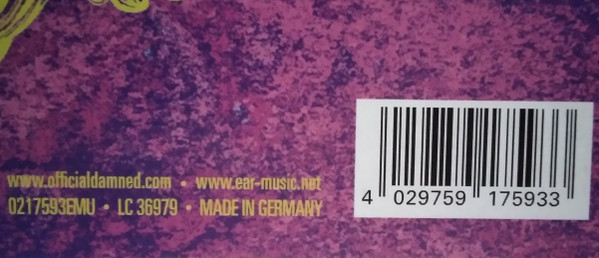 www.officialdamned.com • www.ear-music.net
0217593EMU • LC 36979 • MADE IN GERMANY
4 029759 175933